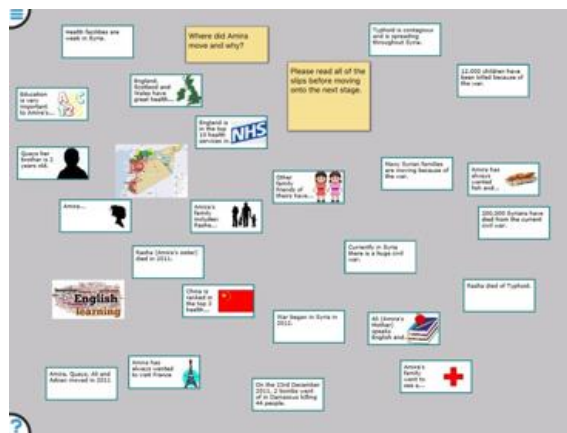 Health facilities are
weak in Syria.
Where did Amira
move and why?
Typhoid is contagious
and is spreading
throughout Syria.
Please read all of the
slips before moving
onto the next stage.
12,000 children have
been killed because of
the war.
Education
is very
important
to Amira's...
A B C
1 2
England,
Scotland and
Wales have
great health...
England is
in the top
10 health
services in
NHS
her
brother is 2
years old.
Other
family
friends of
theirs have...
Many Syrian families
are moving because of
the war.
Amira has
always
wanted
fish and...
Amira...
Amira's
family
includes:
Rasha...
200,000 Syrians have
died from the current
civil war.
Rasha (Amira's sister)
died in 2011.
Currently in Syria
there is a huge civil
war.
English
learning
China is
ranked in
the top 3
health...
Rasha died of Typhoid.
War began in Syria in
2012.
Ali (Amira's
Mother)
speaks
English and...
Amira has
always wanted
to visit France
Amira, Ali and
moved in 2011
On the 23rd December
2011, 2 bombs went
of in Damascus killing
44 people.
Amira's
family
want to
see a...
?